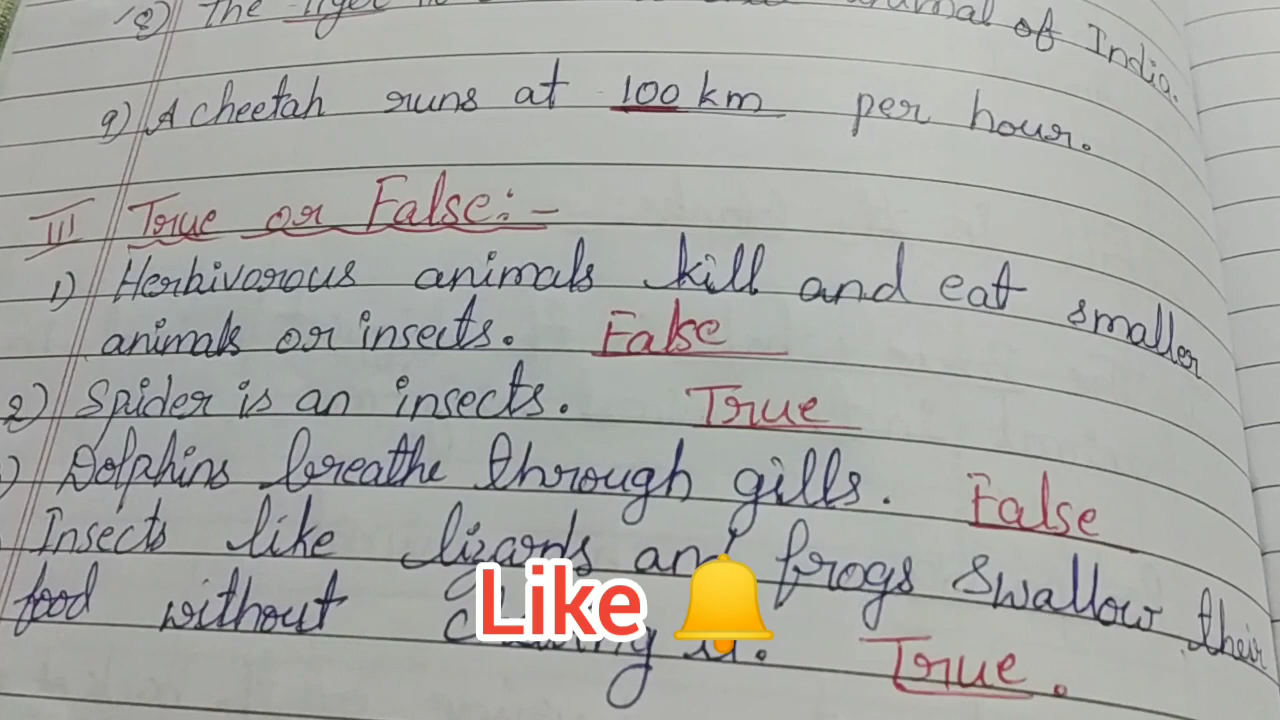 8) The tiger animal of India.
9) A cheetah runs at 100 km per hour.
III True or False:-
1) Herbivorous animals kill and eat smaller
animals or insects. False
2) Spider is an insects. True
) Dolphins breathe through gills. False
Insects like lizards and frogs swallow their
food without it. True.
Like 🔔